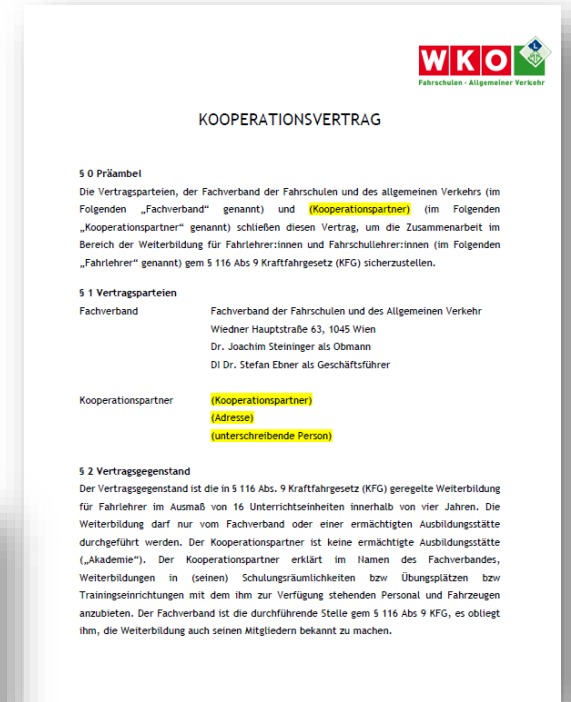 WKO
L
Fahrschulen - Allgemeiner Verkehr
KOOPERATIONSVERTRAG
§ 0 Präambel
Die Vertragsparteien, der Fachverband der Fahrschulen und des allgemeinen Verkehrs (im
Folgenden „Fachverband“ genannt) und (Kooperationspartner) (im Folgenden
„Kooperationspartner“ genannt) schließen diesen Vertrag, um die Zusammenarbeit im
Bereich der Weiterbildung für Fahrlehrer:innen und Fahrschullehrer:innen (im Folgenden
„Fahrlehrer“ genannt) gem § 116 Abs 9 Kraftfahrgesetz (KFG) sicherzustellen.
§ 1 Vertragsparteien
Fachverband Fachverband der Fahrschulen und des Allgemeinen Verkehr
Wiedner Hauptstraße 63, 1045 Wien
Dr. Joachim Steininger als Obmann
DI Dr. Stefan Ebner als Geschäftsführer
Kooperationspartner (Kooperationspartner)
(Adresse)
(unterschreibende Person)
§ 2 Vertragsgegenstand
Der Vertragsgegenstand ist die in § 116 Abs. 9 Kraftfahrgesetz (KFG) geregelte Weiterbildung
für Fahrlehrer im Ausmaß von 16 Unterrichtseinheiten innerhalb von vier Jahren. Die
Weiterbildung darf nur vom Fachverband oder einer ermächtigten Ausbildungsstätte
durchgeführt werden. Der Kooperationspartner ist keine ermächtigte Ausbildungsstätte
(„Akademie“). Der Kooperationspartner erklärt im Namen des Fachverbandes,
Weiterbildungen in (seinen) Schulungsräumlichkeiten bzw Übungsplätzen bzw
Trainingseinrichtungen mit dem ihm zur Verfügung stehenden Personal und Fahrzeugen
anzubieten. Der Fachverband ist die durchführende Stelle gem § 116 Abs 9 KFG, es obliegt
ihm, die Weiterbildung auch seinen Mitgliedern bekannt zu machen.